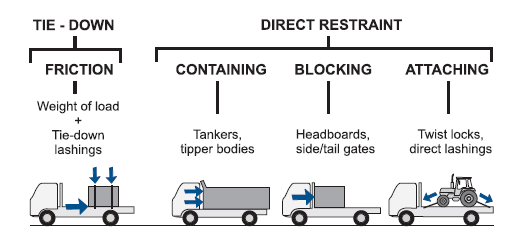 TIE - DOWN
DIRECT RESTRAINT
FRICTION
CONTAINING
BLOCKING
ATTACHING
Weight of load
+
Tie-down
lashings
Tankers,
tipper bodies
Headboards,
side/tail gates
Twist locks,
direct lashings